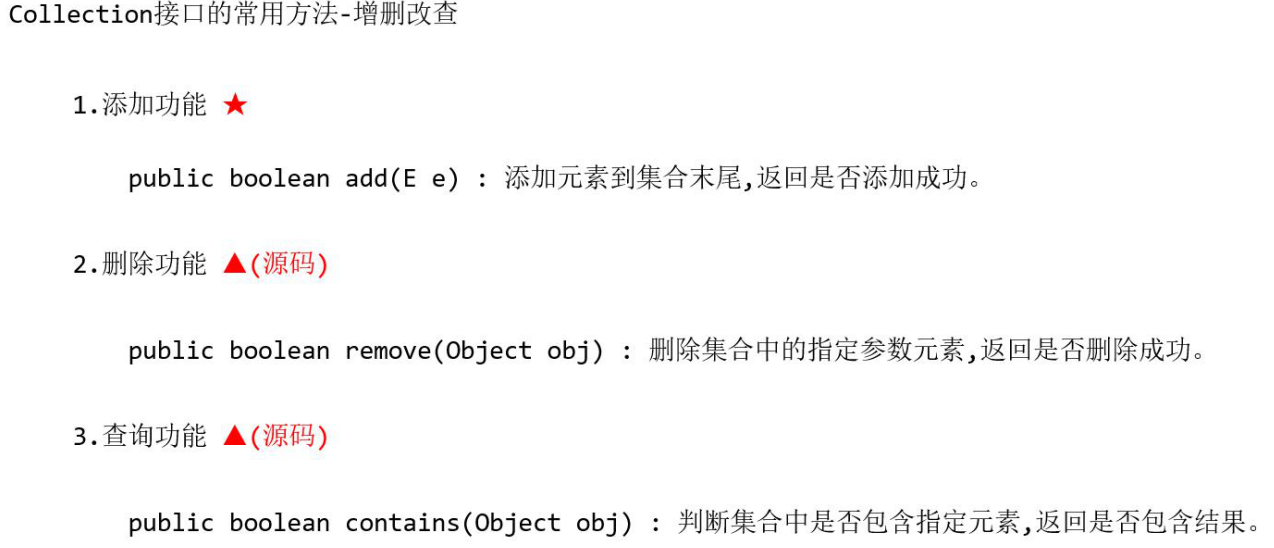 Collection接口的常用方法-增删改查
1.添加功能 ★
public boolean add(E e) : 添加元素到集合末尾,返回是否添加成功。
2.删除功能 ▲(源码)
public boolean remove(Object obj) : 删除集合中的指定参数元素,返回是否删除成功。
3.查询功能 ▲(源码)
public boolean contains(Object obj) : 判断集合中是否包含指定元素,返回是否包含结果。